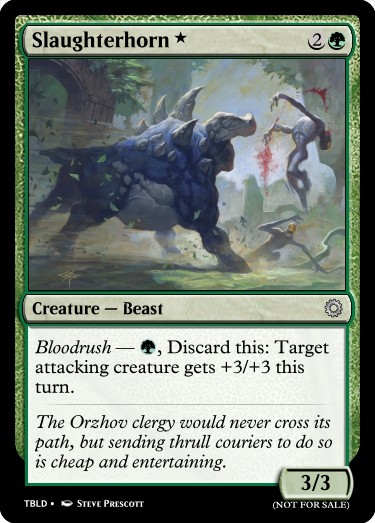 Slaughterhorn★ 2
Creature — Beast
Bloodrush — , Discard this: Target
attacking creature gets +3/+3 this
turn.
The Orzhov clergy would never cross its
path, but sending thrull couriers to do so
is cheap and entertaining.
3/3
TBLD • Steve Prescott
(NOT FOR SALE)